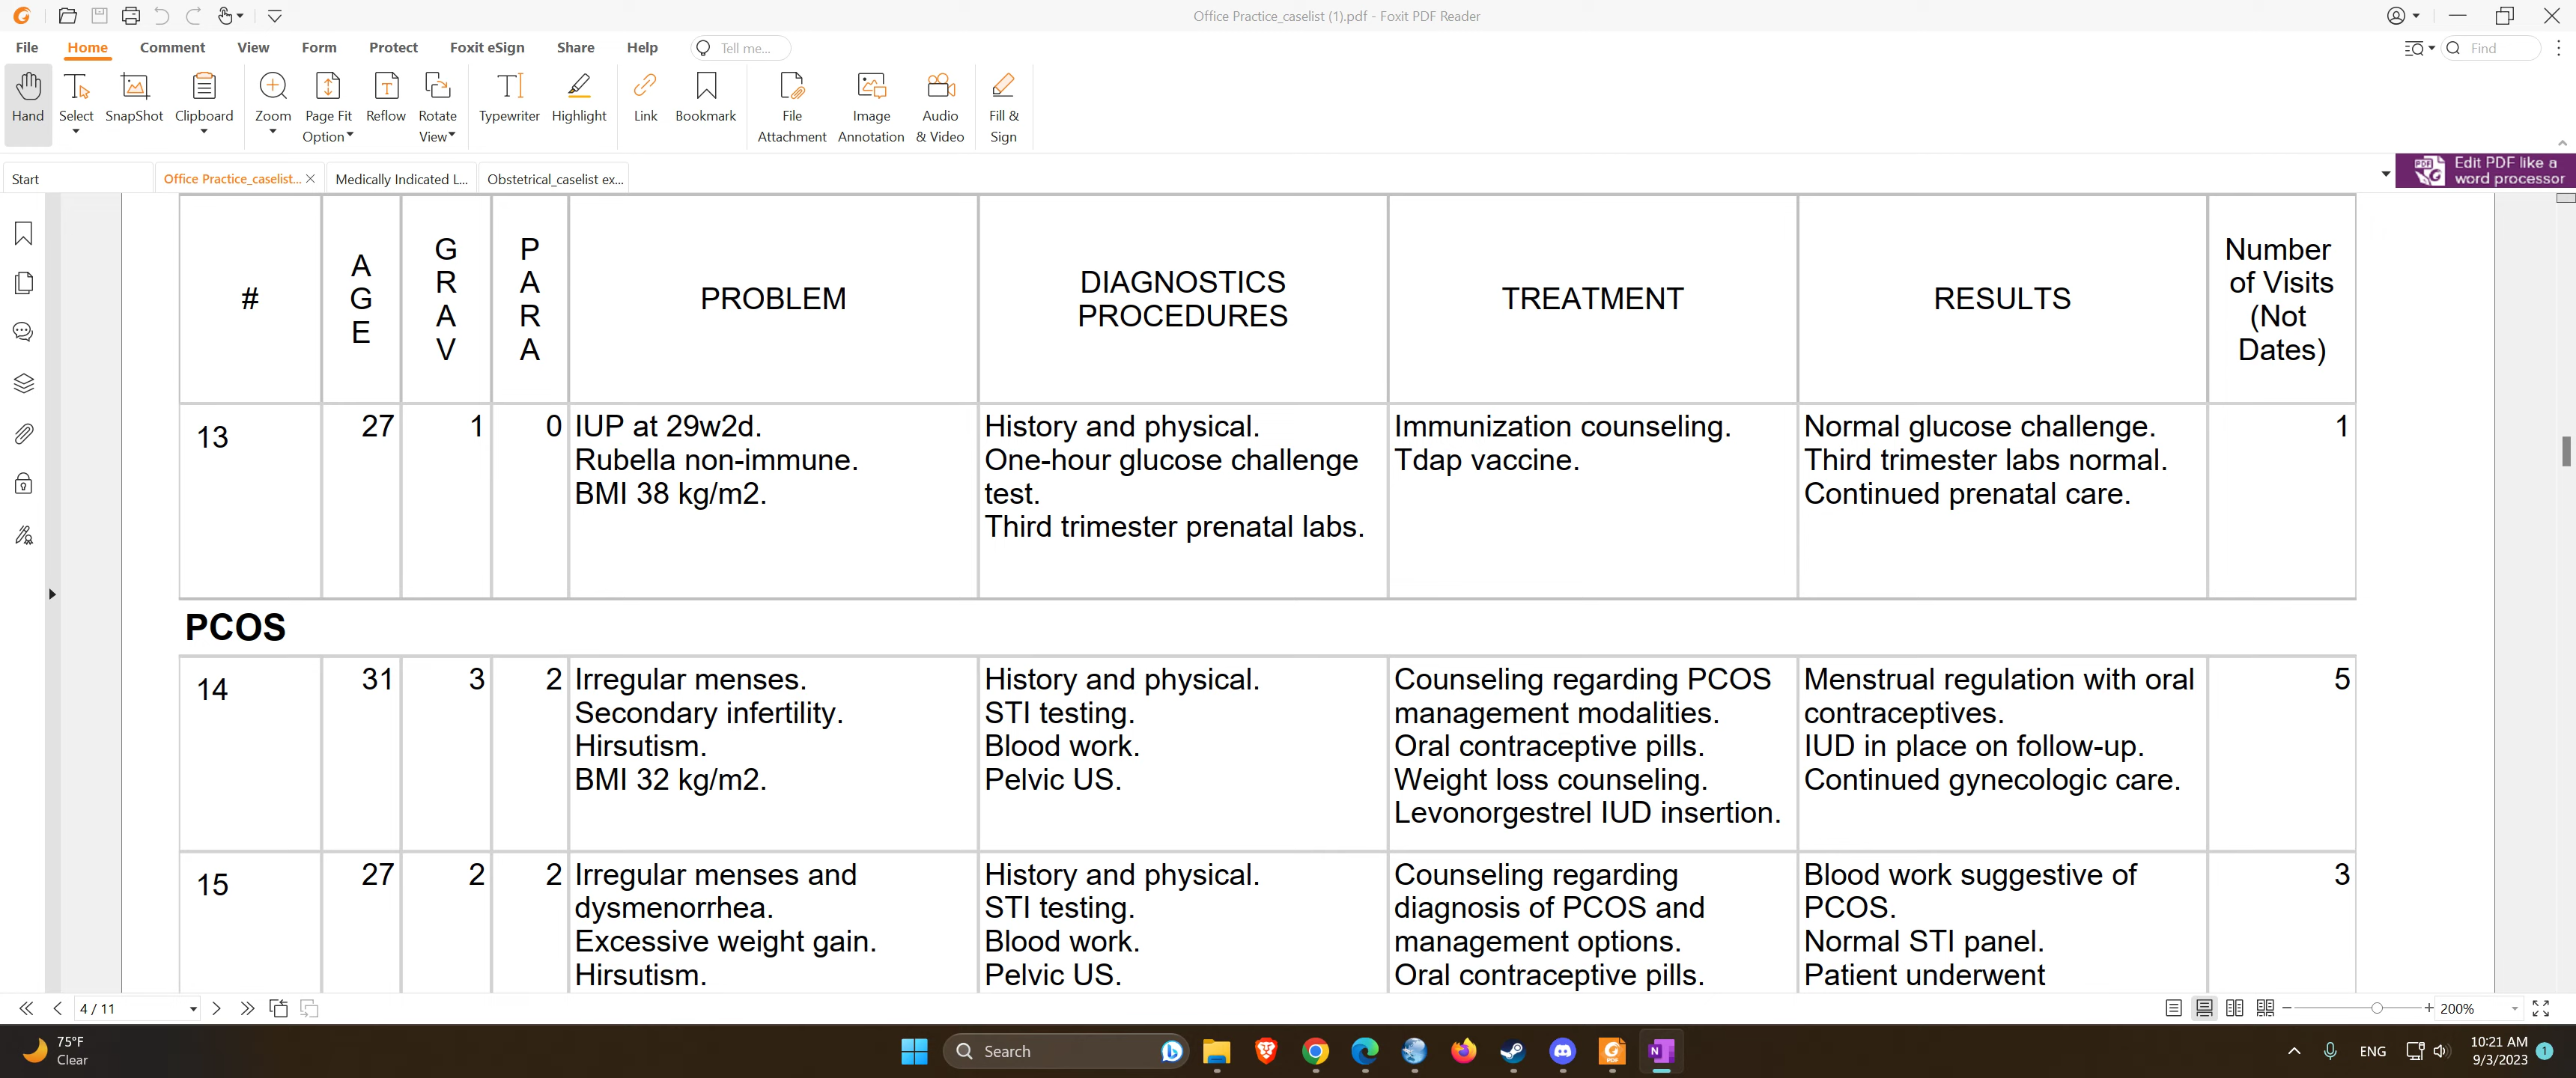 Office Practice_caselist (1).pdf - Foxit PDF Reader
File
Home
Comment
View
Form
Protect
Foxit eSign
Share
Help
Tell me...
Find
Hand
Select
SnapShot
Clipboard
Zoom
Page Fit
Option
Reflow
Rotate
View
Typewriter
Highlight
Link
Bookmark
File
Attachment
Image
Annotation
Audio
& Video
Fill &
Sign
Start
Office Practice_caselist...
Medically Indicated L...
Obstetrical_caselist ex...
Edit PDF like a
word processor
#
A
G
E
G
R
A
V
P
A
R
A
PROBLEM
DIAGNOSTICS
PROCEDURES
TREATMENT
RESULTS
Number
of Visits
(Not
Dates)
13
27
1
0
IUP at 29w2d.
Rubella non-immune.
BMI 38 kg/m2.
History and physical.
One-hour glucose challenge
test.
Third trimester prenatal labs.
Immunization counseling.
Tdap vaccine.
Normal glucose challenge.
Third trimester labs normal.
Continued prenatal care.
1
PCOS
14
31
3
2
Irregular menses.
Secondary infertility.
Hirsutism.
BMI 32 kg/m2.
History and physical.
STI testing.
Blood work.
Pelvic US.
Counseling regarding PCOS
management modalities.
Oral contraceptive pills.
Weight loss counseling.
Levonorgestrel IUD insertion.
Menstrual regulation with oral
contraceptives.
IUD in place on follow-up.
Continued gynecologic care.
5
15
27
2
2
Irregular menses and
dysmenorrhea.
Excessive weight gain.
Hirsutism.
History and physical.
STI testing.
Blood work.
Pelvic US.
Counseling regarding
diagnosis of PCOS and
management options.
Oral contraceptive pills.
Blood work suggestive of
PCOS.
Normal STI panel.
Patient underwent
3
4 / 11
200%
75°F
Clear
Search
ENG
10:21 AM
9/3/2023
1